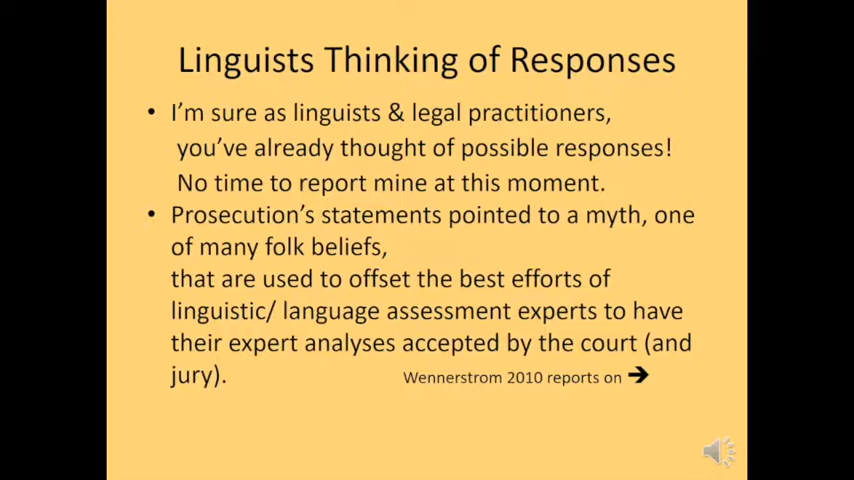 Linguists Thinking of Responses
• I'm sure as linguists & legal practitioners,
you've already thought of possible responses!
No time to report mine at this moment.
• Prosecution's statements pointed to a myth, one
of many folk beliefs,
that are used to offset the best efforts of
linguistic/ language assessment experts to have
their expert analyses accepted by the court (and
jury). Wennerstrom 2010 reports on ➔